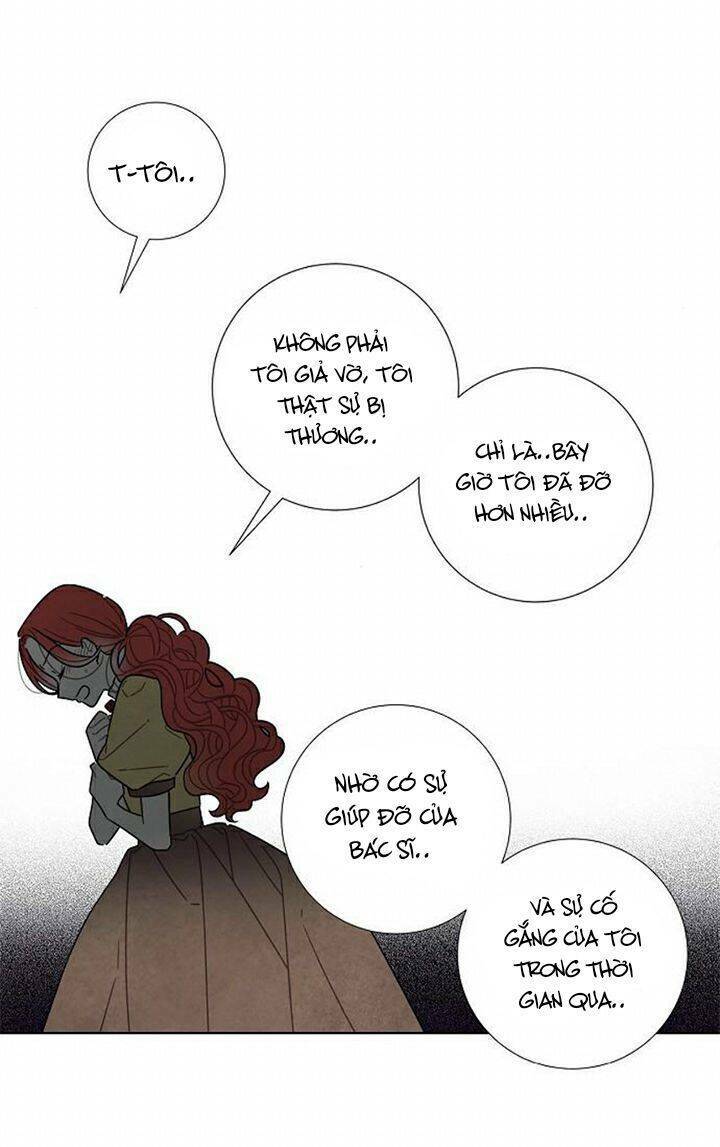 T-TÔI..
KHÔNG PHẢI
TÔI GIẢ VỜ, TÔI
THẬT SỰ BỊ
THƯƠNG..
CHỈ LÀ..BÂY
GIỜ TÔI ĐÃ ĐỠ
HƠN NHIỀU..
NHỜ CÓ SỰ
GIÚP ĐỠ CỦA
BÁC SĨ..
VÀ SỰ CỐ
GẮNG CỦA TÔI
TRONG THỜI
GIAN QUA..